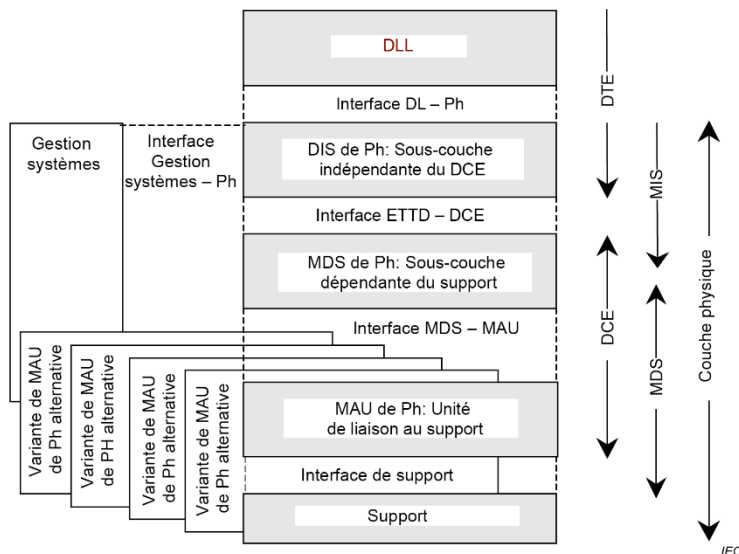 DLL
Interface DL – Ph
Gestion
systèmes
Interface
Gestion
systèmes – Ph
DIS de Ph: Sous-couche
indépendante du DCE
Interface ETTD – DCE
MDS de Ph: Sous-couche
dépendante du support
Interface MDS – MAU
MAU de Ph: Unité
de liaison au support
Interface de support
Support
Variante de MAU
de Ph alternative
Variante de MAU
de PH alternative
Variante de MAU
de Ph alternative
Variante de MAU
de Ph alternative
DTE
DCE
MIS
MDS
Couche physique
IEC